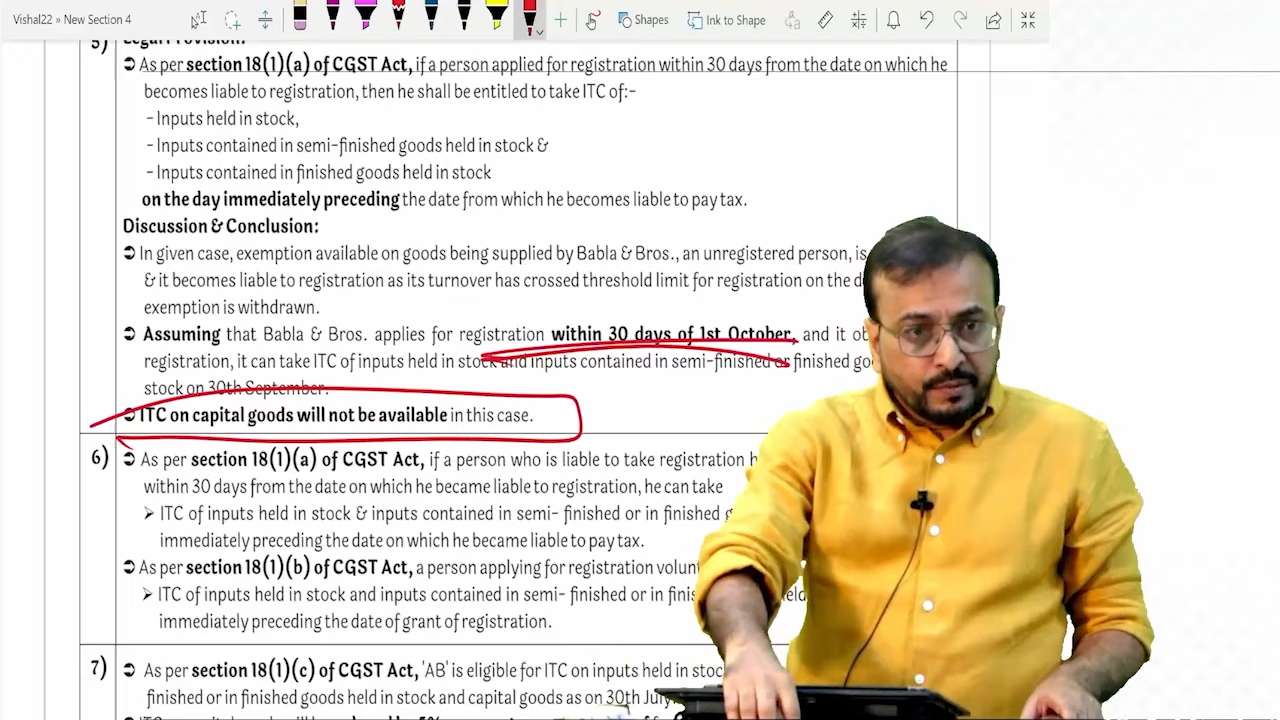 Vishal22 » New Section 4
Shapes
Ink to Shape
5) Legal Provision:
➲ As per section 18(1)(a) of CGST Act, if a person applied for registration within 30 days from the date on which he
becomes liable to registration, then he shall be entitled to take ITC of:-
- Inputs held in stock,
- Inputs contained in semi-finished goods held in stock &
- Inputs contained in finished goods held in stock
on the day immediately preceding the date from which he becomes liable to pay tax.
Discussion & Conclusion:
➲ In given case, exemption available on goods being supplied by Babla & Bros., an unregistered person, is
& it becomes liable to registration as its turnover has crossed threshold limit for registration on the
exemption is withdrawn.
➲ Assuming that Babla & Bros. applies for registration within 30 days of 1st October, and it
registration, it can take ITC of inputs held in stock and inputs contained in semi-finished or finished
stock on 30th September.
➲ ITC on capital goods will not be available in this case.
6) ➲ As per section 18(1)(a) of CGST Act, if a person who is liable to take registration
within 30 days from the date on which he became liable to registration, he can take
➤ ITC of inputs held in stock & inputs contained in semi- finished or in finished
immediately preceding the date on which he became liable to pay tax.
➲ As per section 18(1)(b) of CGST Act, a person applying for registration
➤ ITC of inputs held in stock and inputs contained in semi- finished or in
immediately preceding the date of grant of registration.
7) ➲ As per section 18(1)(c) of CGST Act, 'AB' is eligible for ITC on inputs held in
finished or in finished goods held in stock and capital goods as on 30th July,